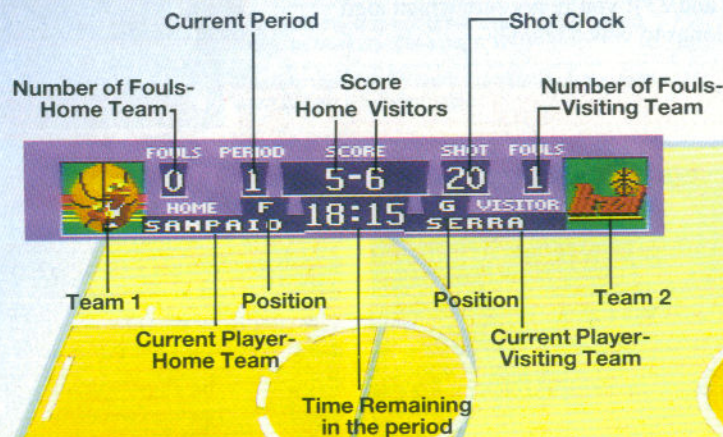 Current Period
Shot Clock
Number of Fouls-
Home Team
Score
Home Visitors
Number of Fouls-
Visiting Team
FOULS PERIOD SCORE SHOT FOULS
0 1 5-6 20 1
HOME F 18:15 G VISITOR
SAMPAIO SERRA
Team 1
Position
Position
Team 2
Current Player-
Home Team
Current Player-
Visiting Team
Time Remaining
in the period